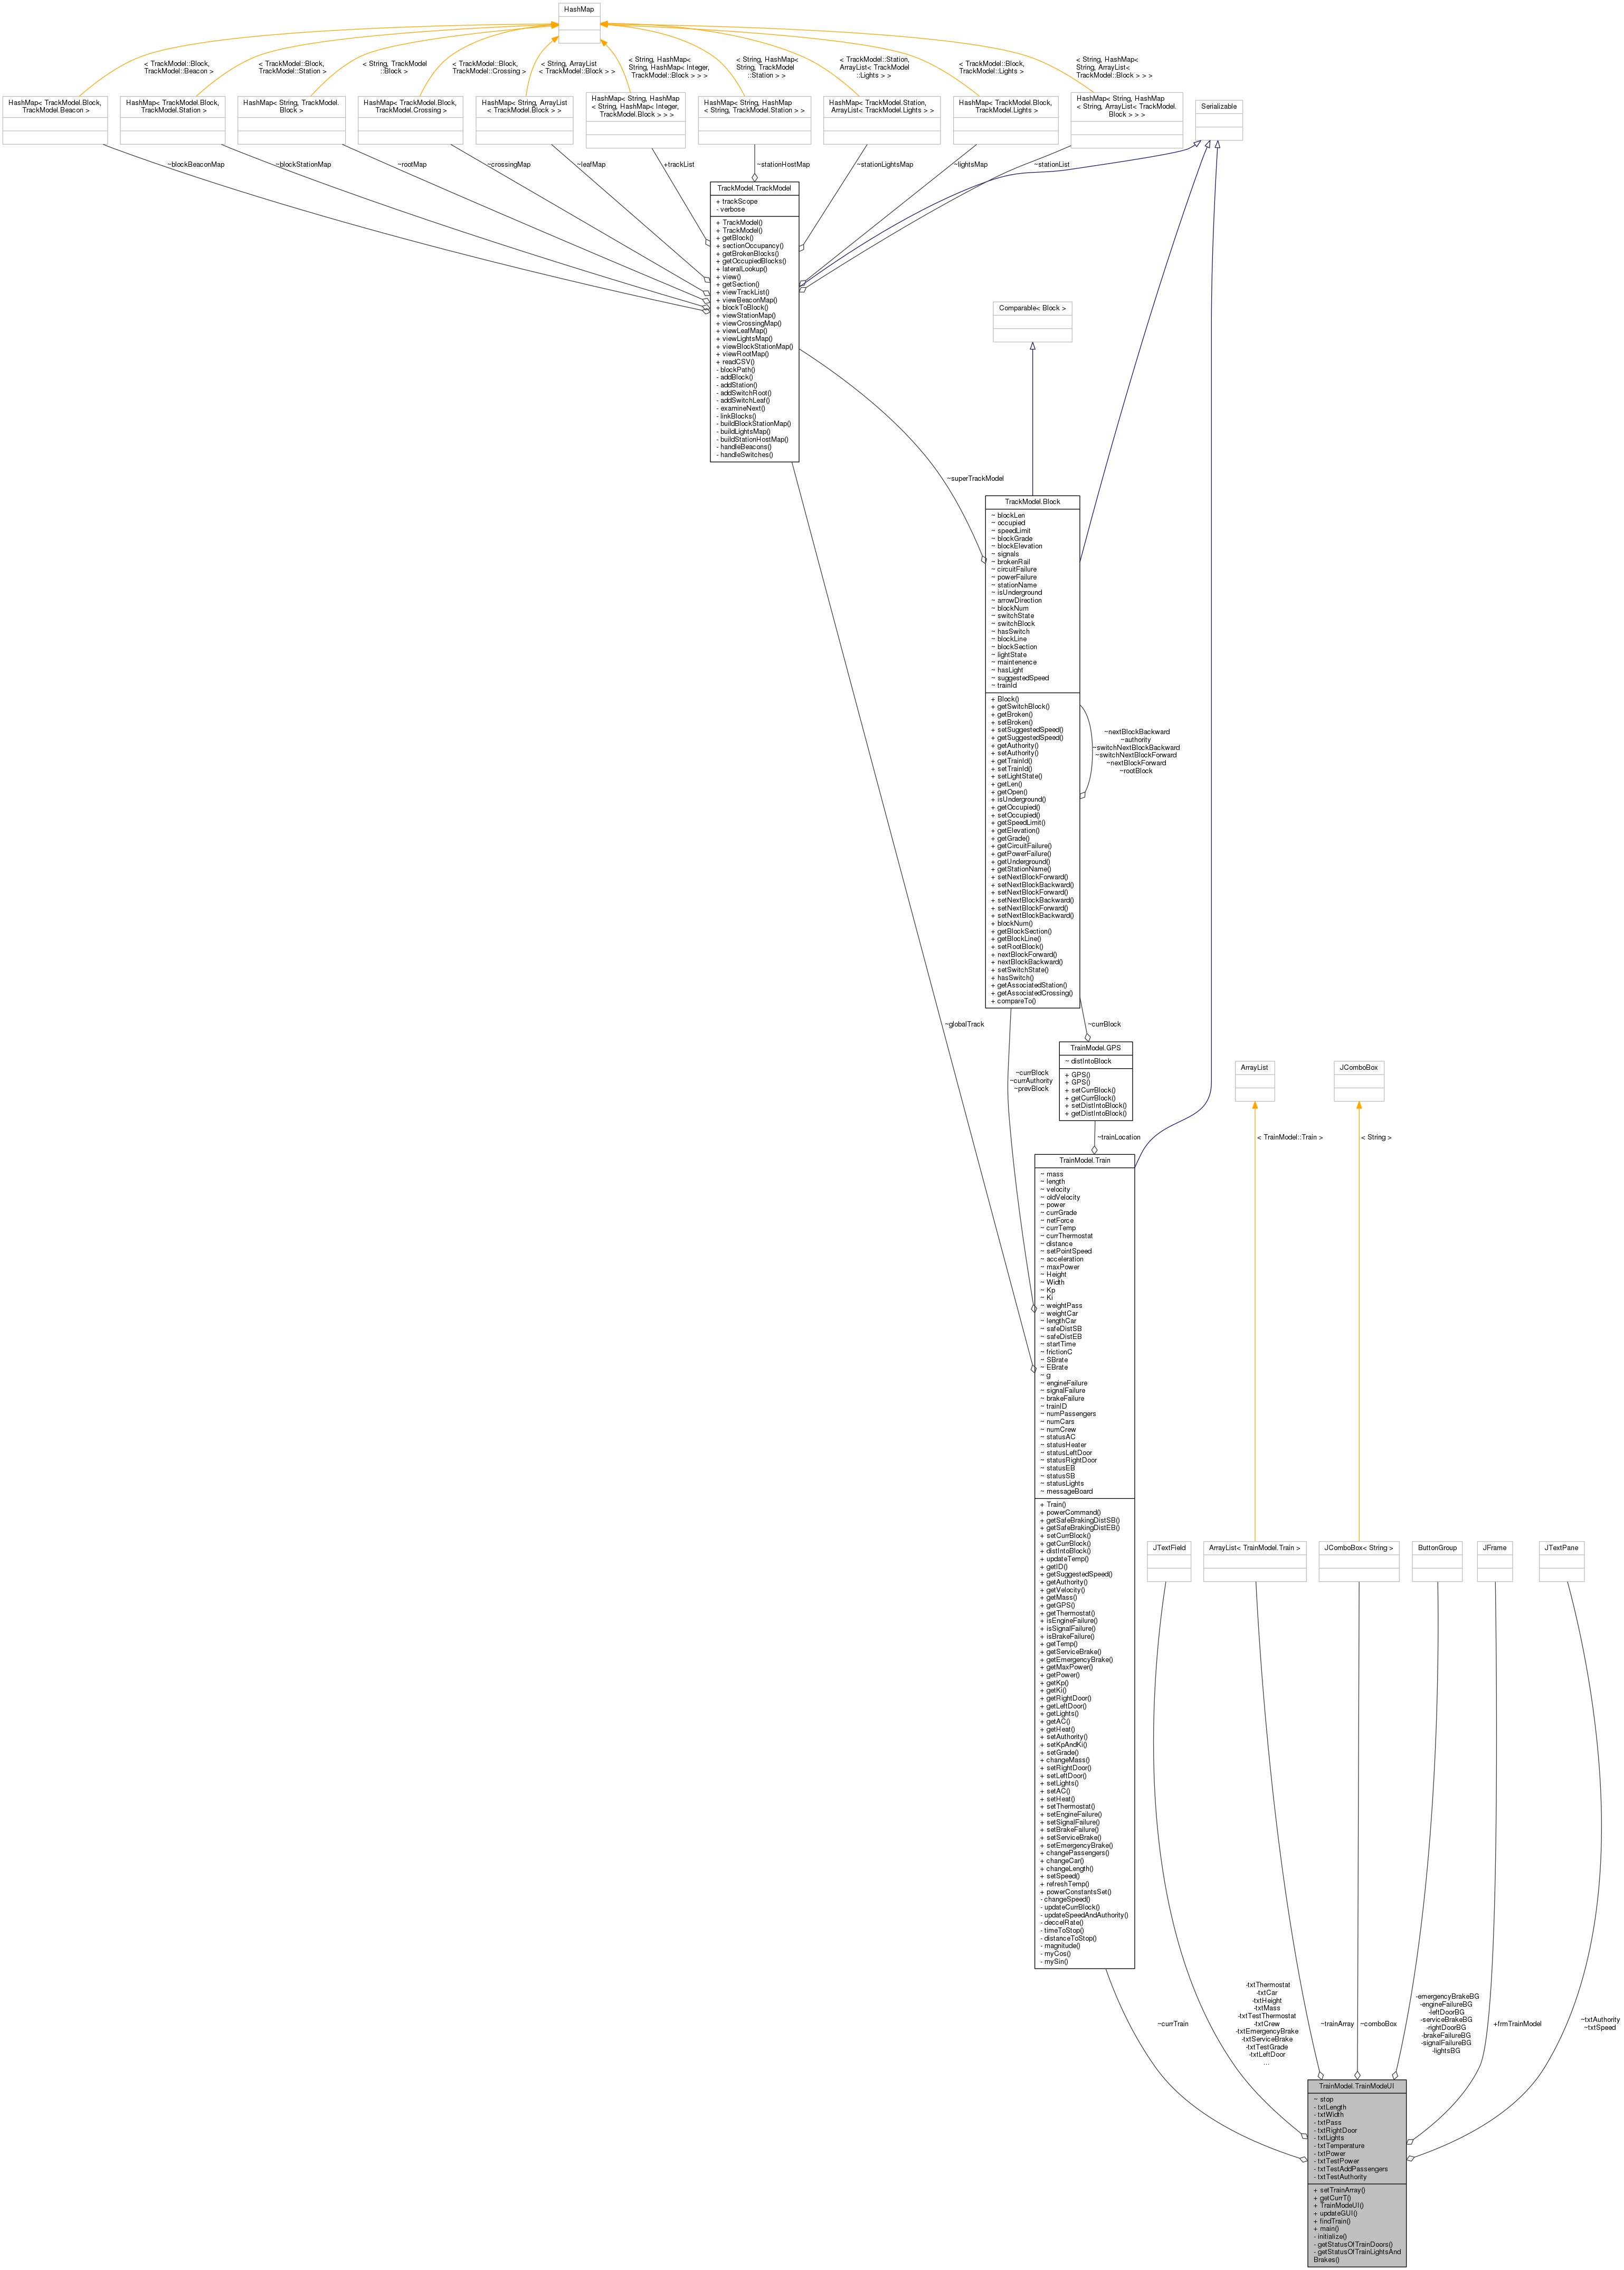 HashMap
< TrackModel::Block,
TrackModel::Beacon >
< TrackModel::Block,
TrackModel::Station >
< String, TrackModel
::Block >
< TrackModel::Block,
TrackModel::Crossing >
< String, ArrayList
< TrackModel::Block > >
< String, HashMap<
String, HashMap< Integer,
TrackModel::Block > > >
< String, HashMap<
String, TrackModel
::Station > >
< TrackModel::Station,
ArrayList< TrackModel
::Lights > >
< TrackModel::Block,
TrackModel::Lights >
< String, HashMap<
String, ArrayList<
TrackModel::Block > > >
HashMap< TrackModel.Block,
TrackModel.Beacon >
HashMap< TrackModel.Block,
TrackModel.Station >
HashMap< String, TrackModel.
Block >
HashMap< TrackModel.Block,
TrackModel.Crossing >
HashMap< String, ArrayList
< TrackModel.Block > >
HashMap< String, HashMap
< String, HashMap< Integer,
TrackModel.Block > > >
HashMap< String, HashMap
< String, TrackModel.Station > >
HashMap< TrackModel.Station,
ArrayList< TrackModel.Lights > >
HashMap< TrackModel.Block,
TrackModel.Lights >
HashMap< String, HashMap
< String, ArrayList< TrackModel.
Block > > >
Serializable
~blockBeaconMap
~blockStationMap
~rootMap
~crossingMap
~leafMap
+trackList
~stationHostMap
~stationLightsMap
~lightsMap
~stationList
TrackModel.TrackModel
+ trackScope
- verbose
+ TrackModel()
+ TrackModel()
+ getBlock()
+ sectionOccupancy()
+ getBrokenBlocks()
+ getOccupiedBlocks()
+ lateralLookup()
+ view()
+ getSection()
+ viewTrackList()
+ viewBeaconMap()
+ blockToBlock()
+ viewStationMap()
+ viewCrossingMap()
+ viewLeafMap()
+ viewLightsMap()
+ viewBlockStationMap()
+ viewRootMap()
+ readCSV()
- blockPath()
- addBlock()
- addStation()
- addSwitchRoot()
- addSwitchLeaf()
- examineNext()
- linkBlocks()
- buildBlockStationMap()
- buildLightsMap()
- buildStationHostMap()
- handleBeacons()
- handleSwitches()
Comparable< Block >
~superTrackModel
TrackModel.Block
~ blockLen
~ occupied
~ speedLimit
~ blockGrade
~ blockElevation
~ signals
~ brokenRail
~ circuitFailure
~ powerFailure
~ stationName
~ isUnderground
~ arrowDirection
~ blockNum
~ switchState
~ switchBlock
~ hasSwitch
~ blockLine
~ blockSection
~ lightState
~ maintenence
~ hasLight
~ suggestedSpeed
~ trainId
+ Block()
+ getSwitchBlock()
+ getBroken()
+ setBroken()
+ setSuggestedSpeed()
+ getSuggestedSpeed()
+ getAuthority()
+ setAuthority()
+ getTrainId()
+ setTrainId()
+ setLightState()
+ getLen()
+ getOpen()
+ isUnderground()
+ getOccupied()
+ setOccupied()
+ getSpeedLimit()
+ getElevation()
+ getGrade()
+ getCircuitFailure()
+ getPowerFailure()
+ getUnderground()
+ getStationName()
+ setNextBlockForward()
+ setNextBlockBackward()
+ setNextBlockForward()
+ setNextBlockBackward()
+ setNextBlockForward()
+ setNextBlockBackward()
+ blockNum()
+ getBlockSection()
+ getBlockLine()
+ setRootBlock()
+ nextBlockForward()
+ nextBlockBackward()
+ setSwitchState()
+ hasSwitch()
+ getAssociatedStation()
+ getAssociatedCrossing()
+ compareTo()
~nextBlockBackward
~authority
~switchNextBlockBackward
~switchNextBlockForward
~nextBlockForward
~rootBlock
~globalTrack
~currBlock
TrainModel.GPS
~ distIntoBlock
+ GPS()
+ GPS()
+ setCurrBlock()
+ getCurrBlock()
+ setDistIntoBlock()
+ getDistIntoBlock()
~currBlock
~currAuthority
~prevBlock
~trainLocation
ArrayList
JComboBox
< TrainModel::Train >
< String >
TrainModel.Train
~ mass
~ length
~ velocity
~ oldVelocity
~ power
~ currGrade
~ netForce
~ currTemp
~ currThermostat
~ distance
~ setPointSpeed
~ acceleration
~ maxPower
~ Height
~ Width
~ Kp
~ Ki
~ weightPass
~ weightCar
~ lengthCar
~ safeDistSB
~ safeDistEB
~ startTime
~ frictionC
~ SBrate
~ EBrate
~ g
~ engineFailure
~ signalFailure
~ brakeFailure
~ trainID
~ numPassengers
~ numCars
~ numCrew
~ statusAC
~ statusHeater
~ statusLeftDoor
~ statusRightDoor
~ statusEB
~ statusSB
~ statusLights
~ messageBoard
+ Train()
+ powerCommand()
+ getSafeBrakingDistSB()
+ getSafeBrakingDistEB()
+ setCurrBlock()
+ getCurrBlock()
+ distIntoBlock()
+ updateTemp()
+ getID()
+ getSuggestedSpeed()
+ getAuthority()
+ getVelocity()
+ getMass()
+ getGPS()
+ getThermostat()
+ isEngineFailure()
+ isSignalFailure()
+ isBrakeFailure()
+ getTemp()
+ getServiceBrake()
+ getEmergencyBrake()
+ getMaxPower()
+ getPower()
+ getKp()
+ getKi()
+ getRightDoor()
+ getLeftDoor()
+ getLights()
+ getAC()
+ getHeat()
+ setAuthority()
+ setKpAndKi()
+ setGrade()
+ changeMass()
+ setRightDoor()
+ setLeftDoor()
+ setLights()
+ setAC()
+ setHeat()
+ setThermostat()
+ setEngineFailure()
+ setSignalFailure()
+ setBrakeFailure()
+ setServiceBrake()
+ setEmergencyBrake()
+ changePassengers()
+ changeCar()
+ changeLength()
+ setSpeed()
+ refreshTemp()
+ powerConstantsSet()
- changeSpeed()
- updateCurrBlock()
- updateSpeedAndAuthority()
- deccelRate()
- timeToStop()
- distanceToStop()
- magnitude()
- myCos()
- mySin()
JTextField
ArrayList< TrainModel.Train >
JComboBox< String >
ButtonGroup
JFrame
JTextPane
~currTrain
-txtThermostat
-txtCar
-txtHeight
-txtMass
-txtTestThermostat
-txtCrew
-txtEmergencyBrake
-txtServiceBrake
-txtTestGrade
-txtLeftDoor
...
~trainArray
~comboBox
-emergencyBrakeBG
-engineFailureBG
-leftDoorBG
-serviceBrakeBG
-rightDoorBG
-brakeFailureBG
-signalFailureBG
-lightsBG
+frmTrainModel
~txtAuthority
~txtSpeed
TrainModel.TrainModeUI
~ stop
- txtLength
- txtWidth
- txtPass
- txtRightDoor
- txtLights
- txtTemperature
- txtPower
- txtTestPower
- txtTestAddPassengers
- txtTestAuthority
+ setTrainArray()
+ getCurrT()
+ TrainModeUI()
+ updateGUI()
+ findTrain()
+ main()
- initialize()
- getStatusOfTrainDoors()
- getStatusOfTrainLightsAnd
Brakes()